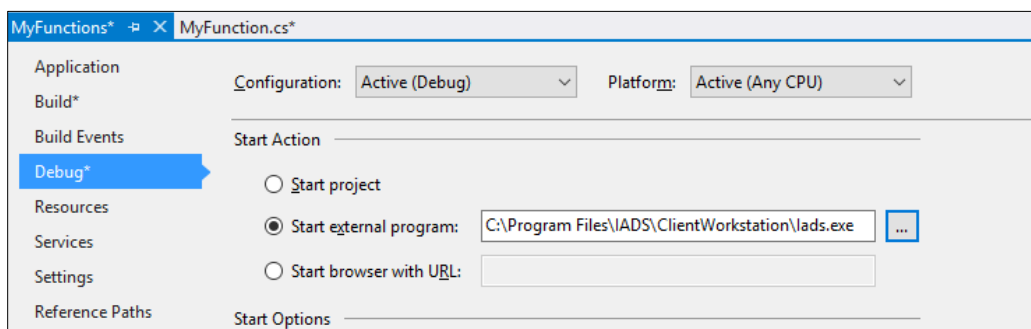 MyFunctions* MyFunction.cs*
Application
Configuration: Active (Debug) Platform: Active (Any CPU)
Build*
Build Events
Start Action
Debug*
Start project
Resources
Start external program: C:\Program Files\IADS\ClientWorkstation\Iads.exe ...
Services
Settings
Start browser with URL:
Reference Paths
Start Options